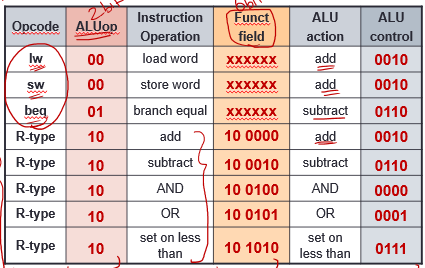 2bit
6bit
Opcode ALUop Instruction Operation Funct field ALU action ALU control
lw 00 load word xxxxxx add 0010
sw 00 store word xxxxxx add 0010
beq 01 branch equal xxxxxx subtract 0110
R-type 10 add 10 0000 add 0010
R-type 10 subtract 10 0010 subtract 0110
R-type 10 AND 10 0100 AND 0000
R-type 10 OR 10 0101 OR 0001
R-type 10 set on less than 10 1010 set on less than 0111